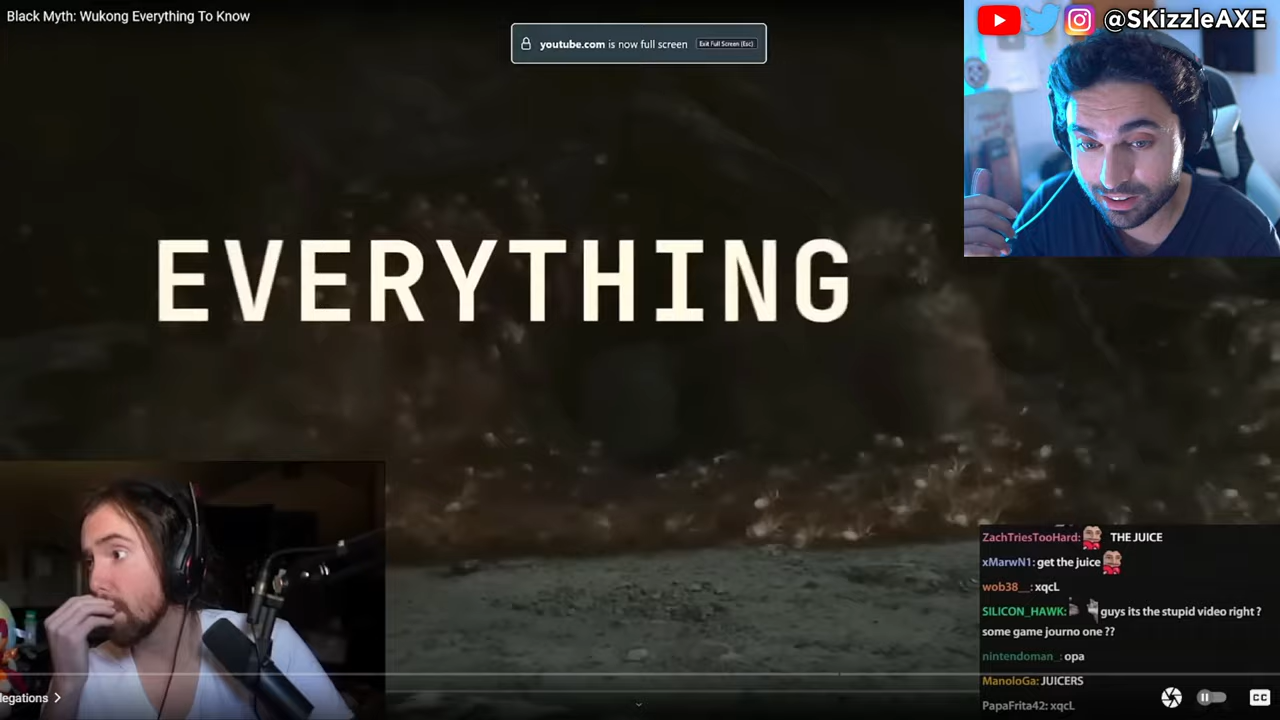 Black Myth: Wukong Everything To Know
youtube.com is now full screen
Exit Full Screen (Esc)
@SKizzleAXE
EVERYTHING
ZachTriesTooHard: THE JUICE
xMarwN1: get the juice
wob38__: xqcL
SILICON_HAWK: guys its the stupid video right ?
some game journo one ??
nintendoman_: opa
ManoloGa: JUICERS
PapaFrita42: xqcL
legations
CC